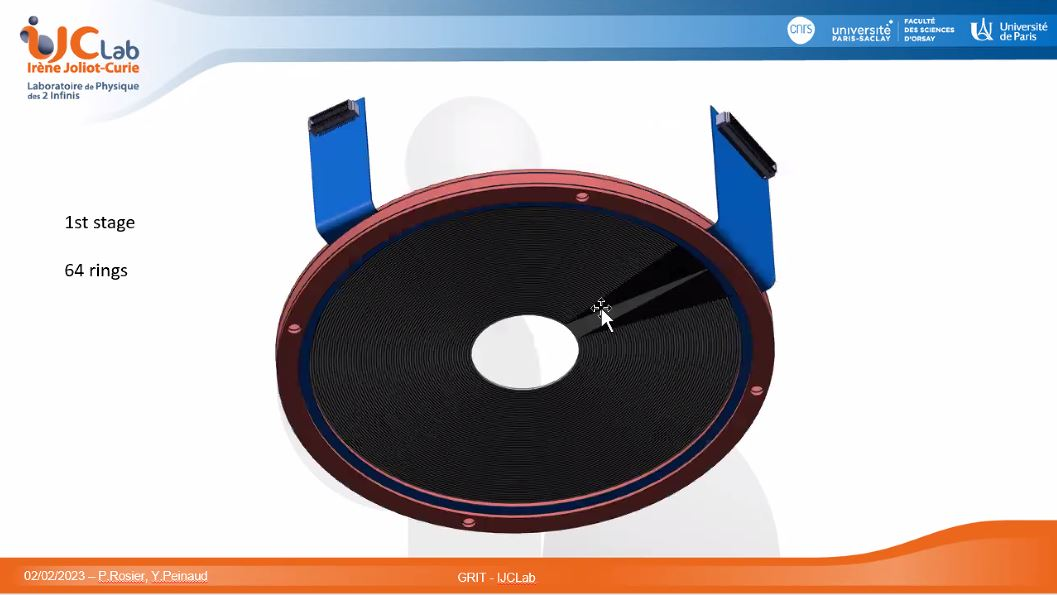 IJCLab
Irène Joliot-Curie
Laboratoire de Physique
des 2 Infinis
cnrs
université
PARIS-SACLAY
FACULTÉ
DES SCIENCES
D'ORSAY
Université
de Paris
1st stage
64 rings
02/02/2023 – P.Rosier, Y.Peinaud
GRIT - IJCLab